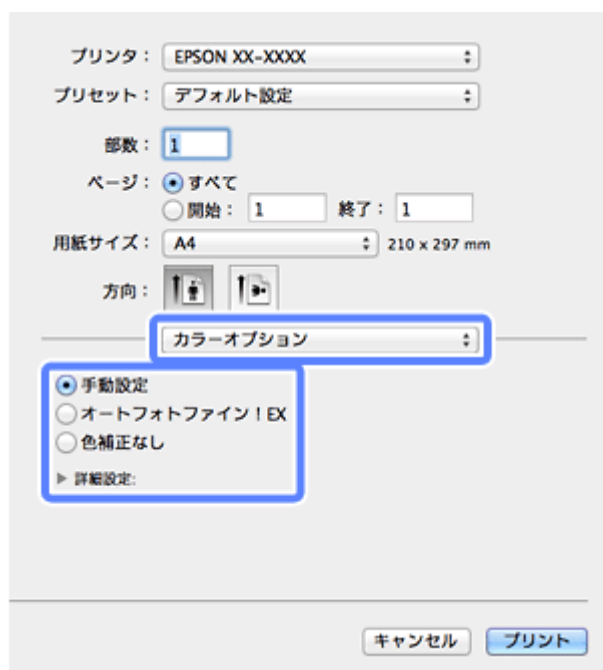 プリンタ： EPSON XX-XXXX
プリセット： デフォルト設定
部数： 1
ページ： すべて
開始： 1 終了： 1
用紙サイズ： A4 210 x 297 mm
方向：
カラーオプション
手動設定
オートフォトファイン！EX
色補正なし
詳細設定:
キャンセル プリント